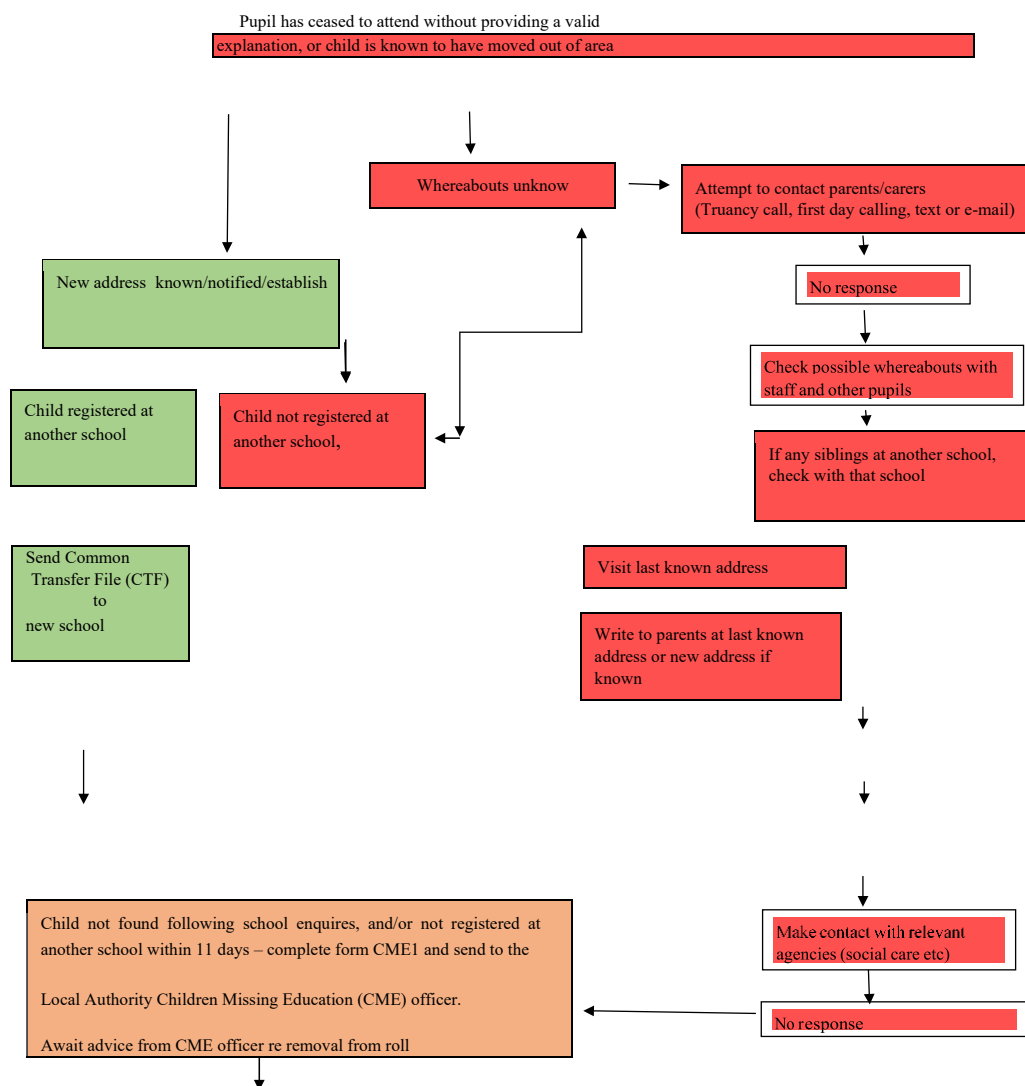 Pupil has ceased to attend without providing a valid
explanation, or child is known to have moved out of area
Whereabouts unknow
Attempt to contact parents/carers
(Truancy call, first day calling, text or e-mail)
New address  known/notified/establish
No response
Check possible whereabouts with
staff and other pupils
Child registered at
another school
Child not registered at
another school,
If any siblings at another school,
check with that school
Send Common
Transfer File (CTF)
to
new school
Visit last known address
Write to parents at last known
address or new address if
known
Child not found following school enquires, and/or not registered at
another school within 11 days – complete form CME1 and send to the
Local Authority Children Missing Education (CME) officer.
Await advice from CME officer re removal from roll
Make contact with relevant
agencies (social care etc)
No response